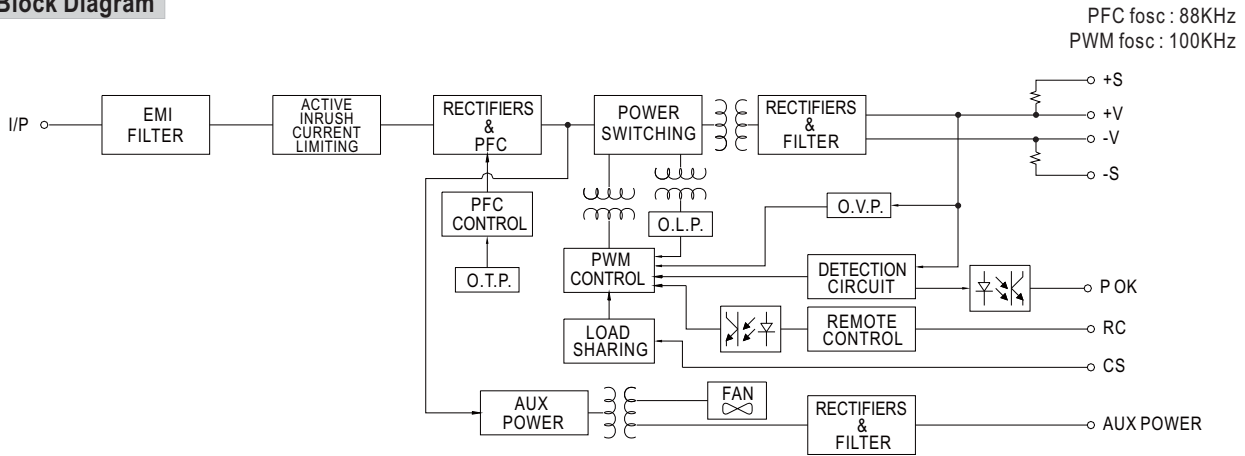 Block Diagram
PFC fosc : 88KHz
PWM fosc : 100KHz
I/P
EMI
FILTER
ACTIVE
INRUSH
CURRENT
LIMITING
RECTIFIERS
&
PFC
POWER
SWITCHING
RECTIFIERS
&
FILTER
+S
+V
-V
-S
PFC
CONTROL
O.L.P.
O.V.P.
O.T.P.
PWM
CONTROL
DETECTION
CIRCUIT
P OK
LOAD
SHARING
REMOTE
CONTROL
RC
CS
AUX
POWER
FAN
RECTIFIERS
&
FILTER
AUX POWER